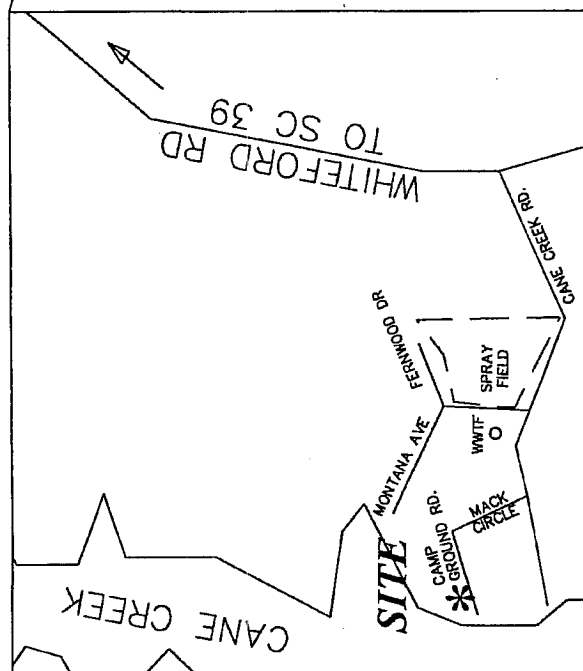 WHITEFORD RD
TO SC 39
CANE CREEK RD.
FERNWOOD DR
SPRAY
FIELD
MONTANA AVE
WWTF
CAMP
GROUND RD.
MACK
CIRCLE
SITE
CANE CREEK